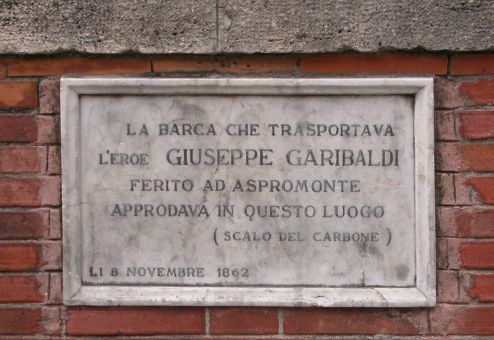 LA BARCA CHE TRASPORTAVA
L'EROE GIUSEPPE GARIBALDI
FERITO AD ASPROMONTE
APPRODAVA IN QUESTO LUOGO
( SCALO DEL CARBONE )
LI 8 NOVEMBRE 1862